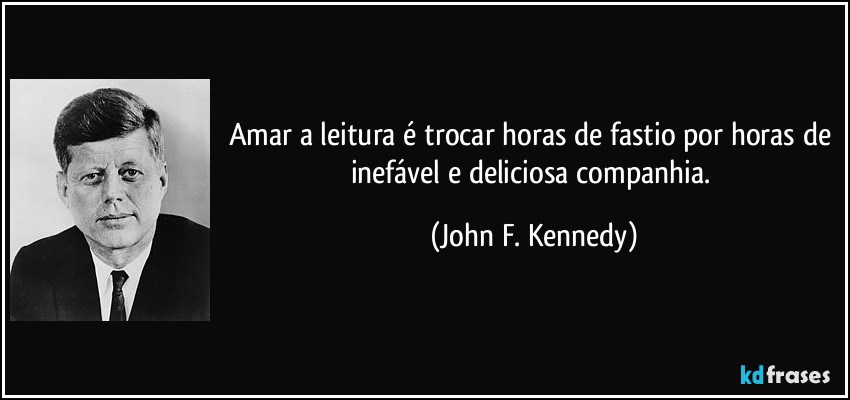 Amar a leitura é trocar horas de fastio por horas de
inefável e deliciosa companhia.
(John F. Kennedy)
kdfrases